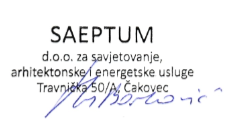 SAEPTUM
d.o.o. za savjetovanje,
arhitektonske i energetske usluge
Travnička 50/A, Čakovec